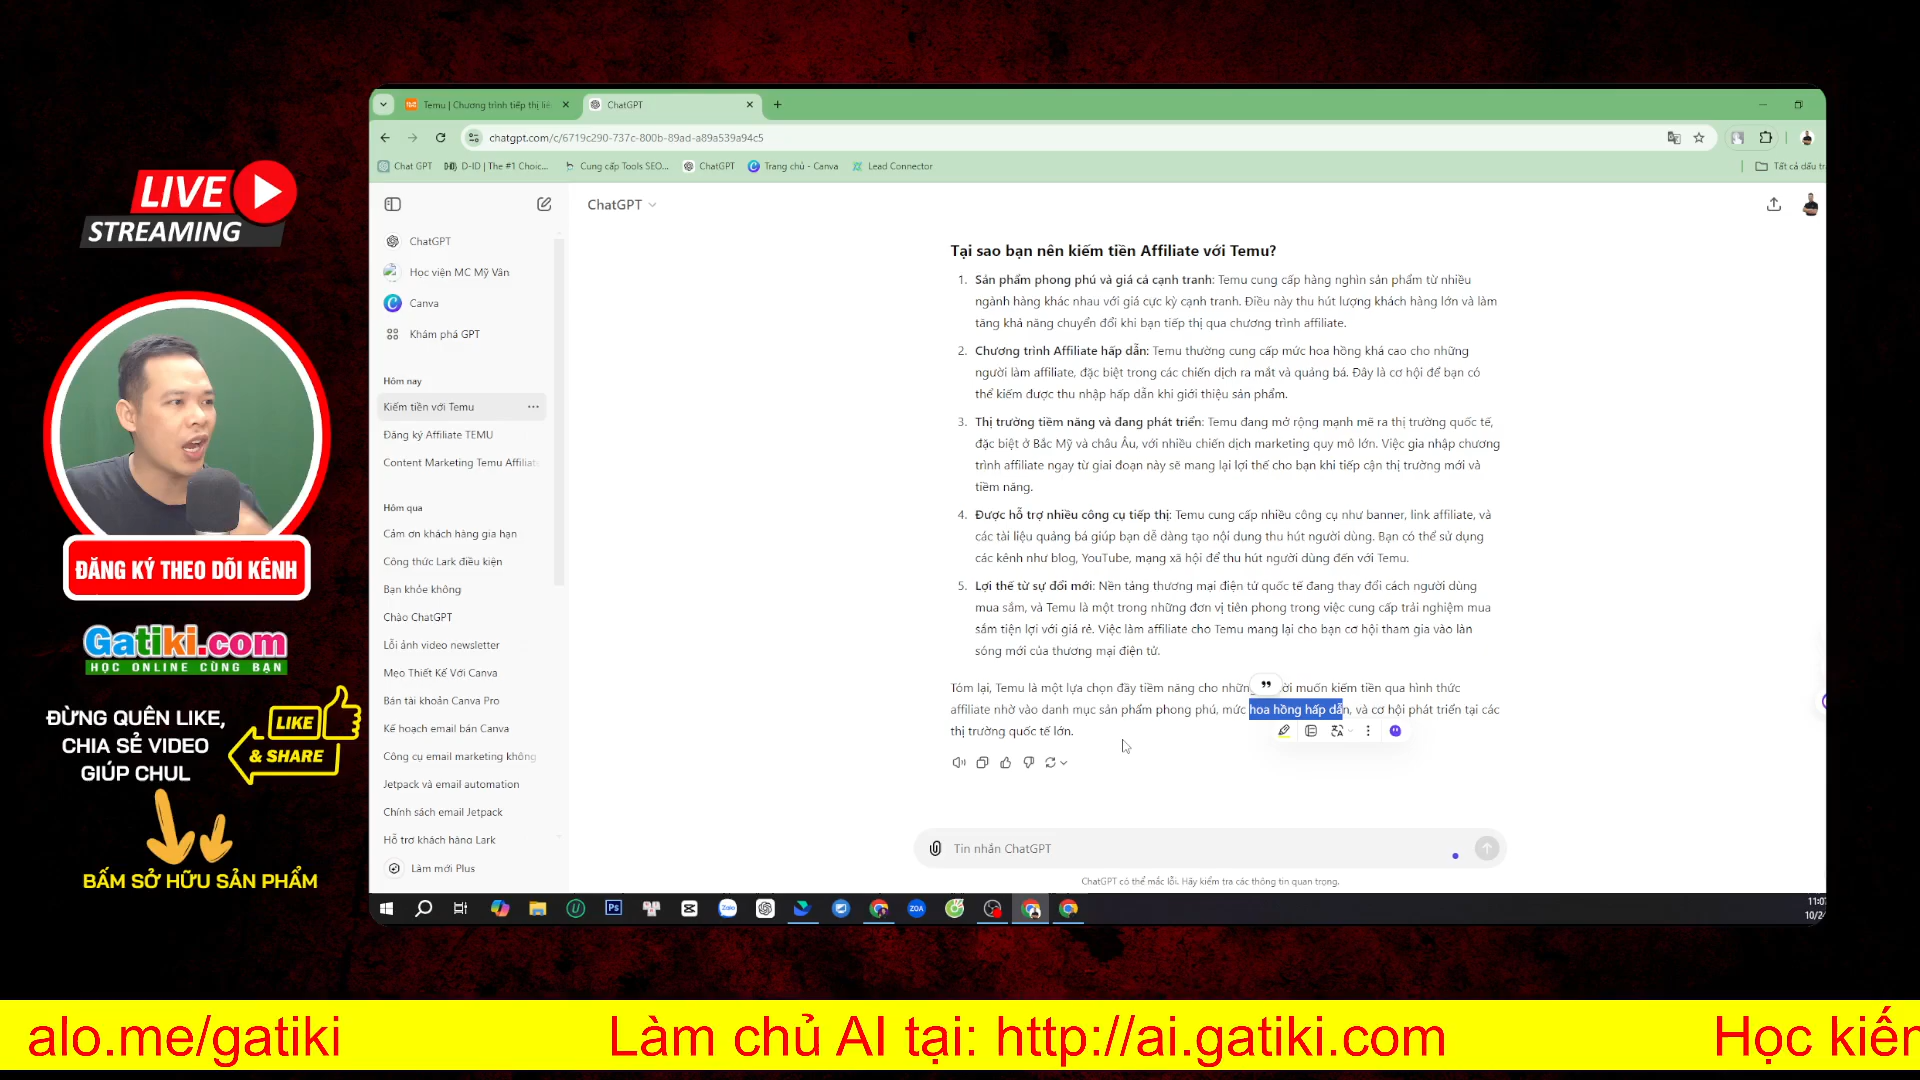 LIVE
STREAMING
ĐĂNG KÝ THEO DÕI KÊNH
Gatiki.com
HỌC ONLINE CÙNG BẠN
ĐỪNG QUÊN LIKE,
CHIA SẺ VIDEO
GIÚP CHUL
LIKE
& SHARE
BẤM SỞ HỮU SẢN PHẨM
Temu | Chương trình tiếp thị liê
ChatGPT
chatgpt.com/c/6719c290-737c-800b-89ad-a89a539a94c5
Chat GPT
D-ID | The #1 Choic...
Cung cấp Tools SEO...
ChatGPT
Trang chủ - Canva
Lead Connector
Tất cả dấu tr
ChatGPT
Học viện MC Mỹ Vân
Canva
Khám phá GPT
Hôm nay
Kiếm tiền với Temu
Đăng ký Affiliate TEMU
Content Marketing Temu Affiliat
Hôm qua
Cảm ơn khách hàng gia hạn
Công thức Lark điều kiện
Bạn khỏe không
Chào ChatGPT
Lỗi ảnh video newsletter
Mẹo Thiết Kế Với Canva
Bán tài khoản Canva Pro
Kế hoạch email bán Canva
Công cụ email marketing không
Jetpack và email automation
Chính sách email Jetpack
Hỗ trợ khách hàng Lark
Làm mới Plus
ChatGPT
Tại sao bạn nên kiếm tiền Affiliate với Temu?
1. Sản phẩm phong phú và giá cả cạnh tranh: Temu cung cấp hàng nghìn sản phẩm từ nhiều
ngành hàng khác nhau với giá cực kỳ cạnh tranh. Điều này thu hút lượng khách hàng lớn và làm
tăng khả năng chuyển đổi khi bạn tiếp thị qua chương trình affiliate.
2. Chương trình Affiliate hấp dẫn: Temu thường cung cấp mức hoa hồng khá cao cho những
người làm affiliate, đặc biệt trong các chiến dịch ra mắt và quảng bá. Đây là cơ hội để bạn có
thể kiếm được thu nhập hấp dẫn khi giới thiệu sản phẩm.
3. Thị trường tiềm năng và đang phát triển: Temu đang mở rộng mạnh mẽ ra thị trường quốc tế,
đặc biệt ở Bắc Mỹ và châu Âu, với nhiều chiến dịch marketing quy mô lớn. Việc gia nhập chương
trình affiliate ngay từ giai đoạn này sẽ mang lại lợi thế cho bạn khi tiếp cận thị trường mới và
tiềm năng.
4. Được hỗ trợ nhiều công cụ tiếp thị: Temu cung cấp nhiều công cụ như banner, link affiliate, và
các tài liệu quảng bá giúp bạn dễ dàng tạo nội dung thu hút người dùng. Bạn có thể sử dụng
các kênh như blog, YouTube, mạng xã hội để thu hút người dùng đến với Temu.
5. Lợi thế từ sự đổi mới: Nền tảng thương mại điện tử quốc tế đang thay đổi cách người dùng
mua sắm, và Temu là một trong những đơn vị tiên phong trong việc cung cấp trải nghiệm mua
sắm tiện lợi với giá rẻ. Việc làm affiliate cho Temu mang lại cho bạn cơ hội tham gia vào làn
sóng mới của thương mại điện tử.
Tóm lại, Temu là một lựa chọn đầy tiềm năng cho nhữn ời muốn kiếm tiền qua hình thức
affiliate nhờ vào danh mục sản phẩm phong phú, mức hoa hồng hấp dẫn, và cơ hội phát triển tại các
thị trường quốc tế lớn.
Tin nhắn ChatGPT
ChatGPT có thể mắc lỗi. Hãy kiểm tra các thông tin quan trọng.
Ps
Zalo
ZOA
11:0
10/2
alo.me/gatiki
Làm chủ AI tại: http://ai.gatiki.com
Học kiến